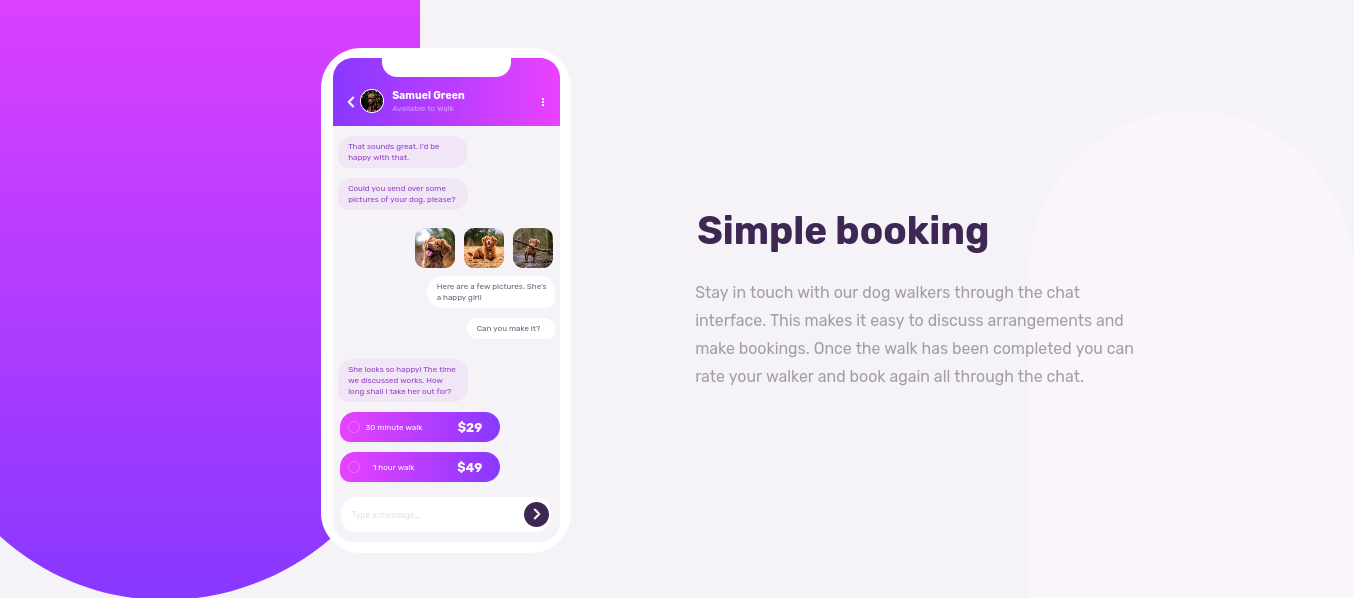 Samuel Green
Available to Walk
That sounds great. I'd be
happy with that.
Could you send over some
pictures of your dog, please?
Here are a few pictures. She's
a happy girl!
Can you make it?
She looks so happy! The time
we discussed works. How
long shall I take her out for?
30 minute walk $29
1 hour walk $49
Type a message...
Simple booking
Stay in touch with our dog walkers through the chat
interface. This makes it easy to discuss arrangements and
make bookings. Once the walk has been completed you can
rate your walker and book again all through the chat.